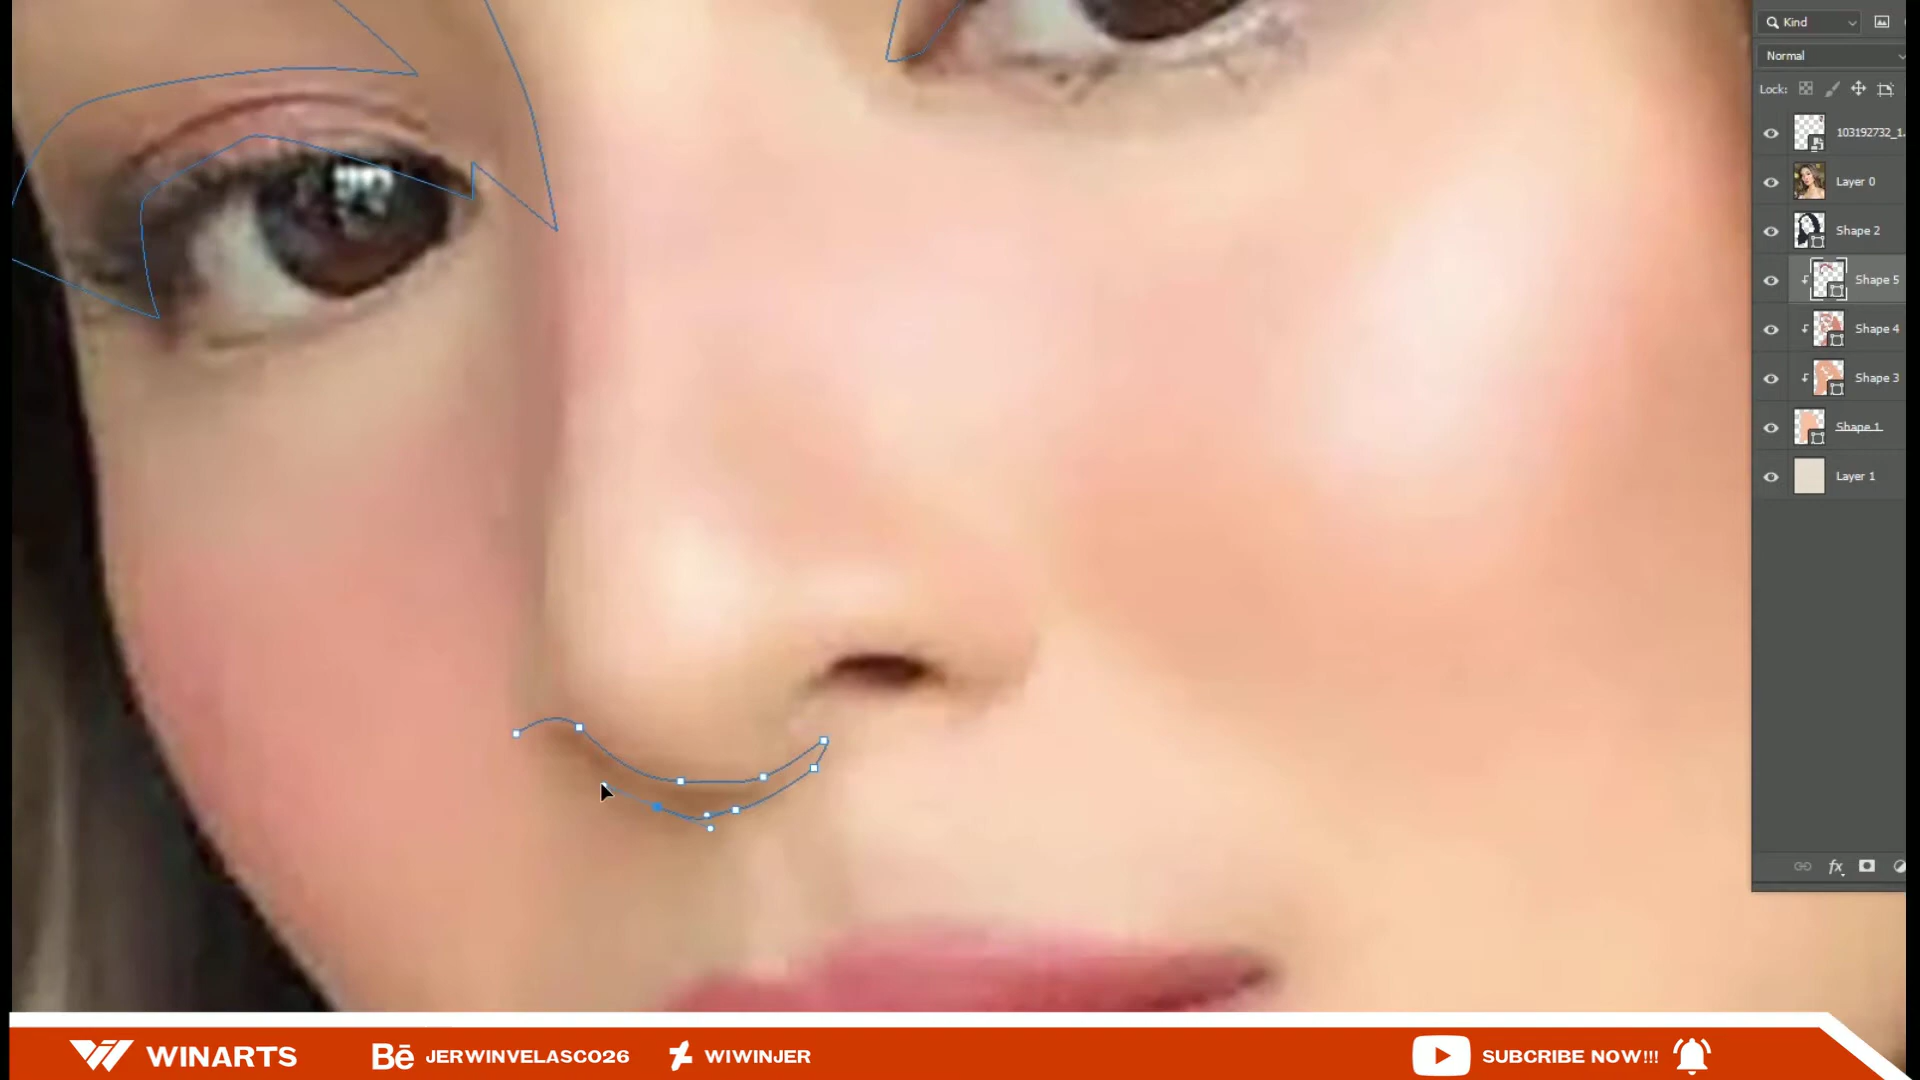 Kind
Normal
Lock:
103192732_1.
Layer 0
Shape 2
Shape 5
Shape 4
Shape 3
Shape 1
Layer 1
fx
WINARTS
Bē JERWINVELASCO26
WIWINJER
SUBCRIBE NOW!!!